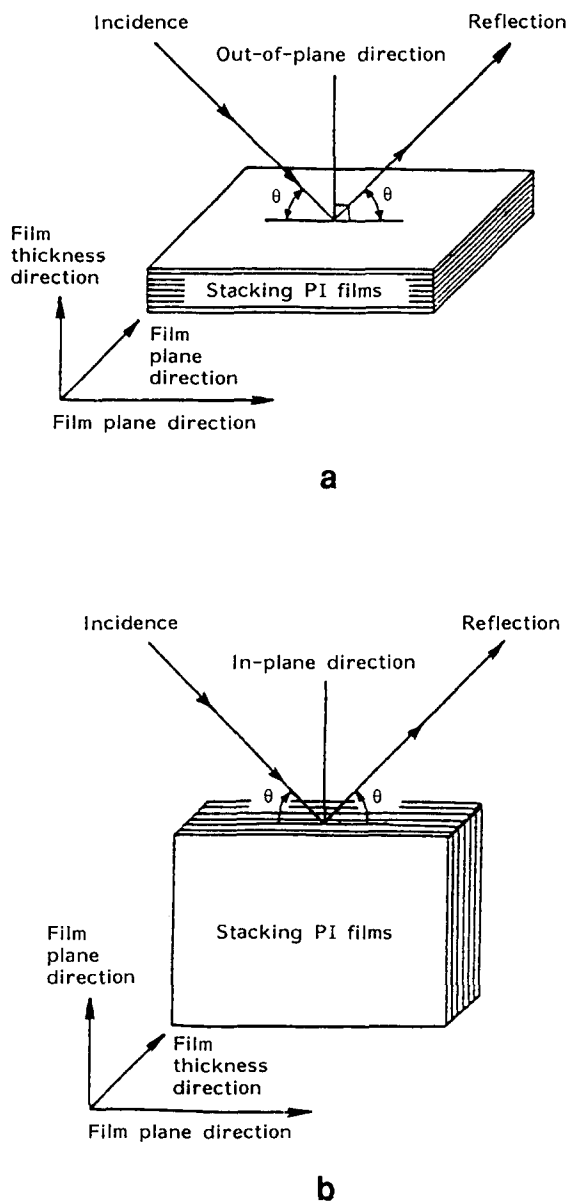 Incidence
Reflection
Out-of-plane direction
θ
θ
Film
thickness
direction
Stacking PI films
Film
plane
direction
Film plane direction
a
Incidence
Reflection
In-plane direction
θ
θ
Stacking PI films
Film
plane
direction
Film
thickness
direction
Film plane direction
b